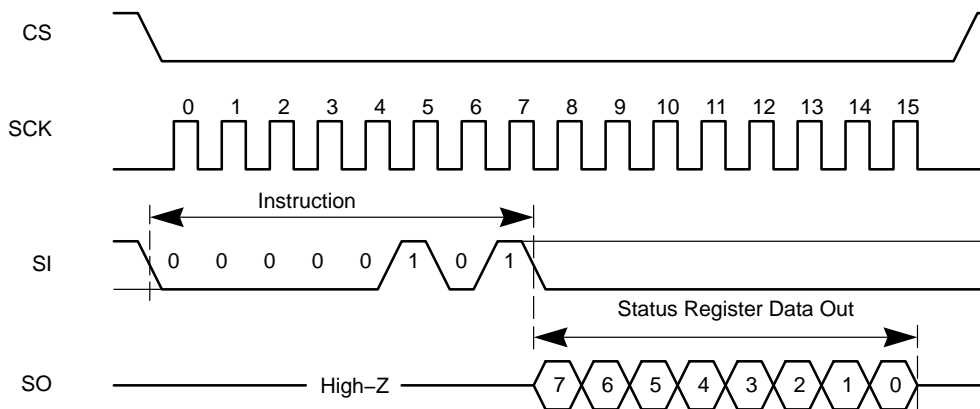 CS
0 1 2 3 4 5 6 7 8 9 10 11 12 13 14 15
SCK
Instruction
SI 0 0 0 0 0 1 0 1
Status Register Data Out
SO High–Z 7 6 5 4 3 2 1 0